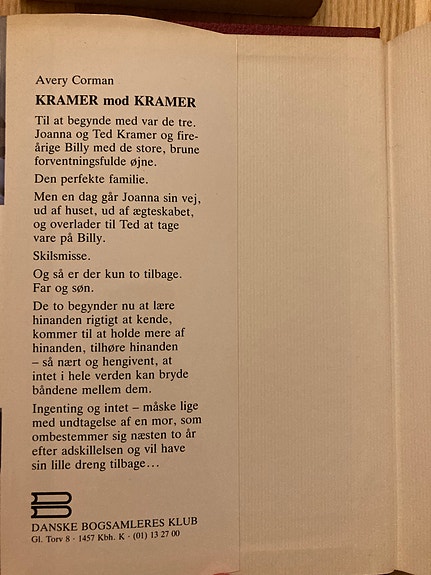 Avery Corman
KRAMER mod KRAMER
Til at begynde med var de tre.
Joanna og Ted Kramer og fire-
årige Billy med de store, brune
forventningsfulde øjne.
Den perfekte familie.
Men en dag går Joanna sin vej,
ud af huset, ud af ægteskabet,
og overlader til Ted at tage
vare på Billy.
Skilsmisse.
Og så er der kun to tilbage.
Far og søn.
De to begynder nu at lære
hinanden rigtigt at kende,
kommer til at holde mere af
hinanden, tilhøre hinanden
– så nært og hengivent, at
intet i hele verden kan bryde
båndene mellem dem.
Ingenting og intet – måske lige
med undtagelse af en mor, som
ombestemmer sig næsten to år
efter adskillelsen og vil have
sin lille dreng tilbage...
DANSKE BOGSAMLERES KLUB
Gl. Torv 8 · 1457 Kbh. K · (01) 13 27 00